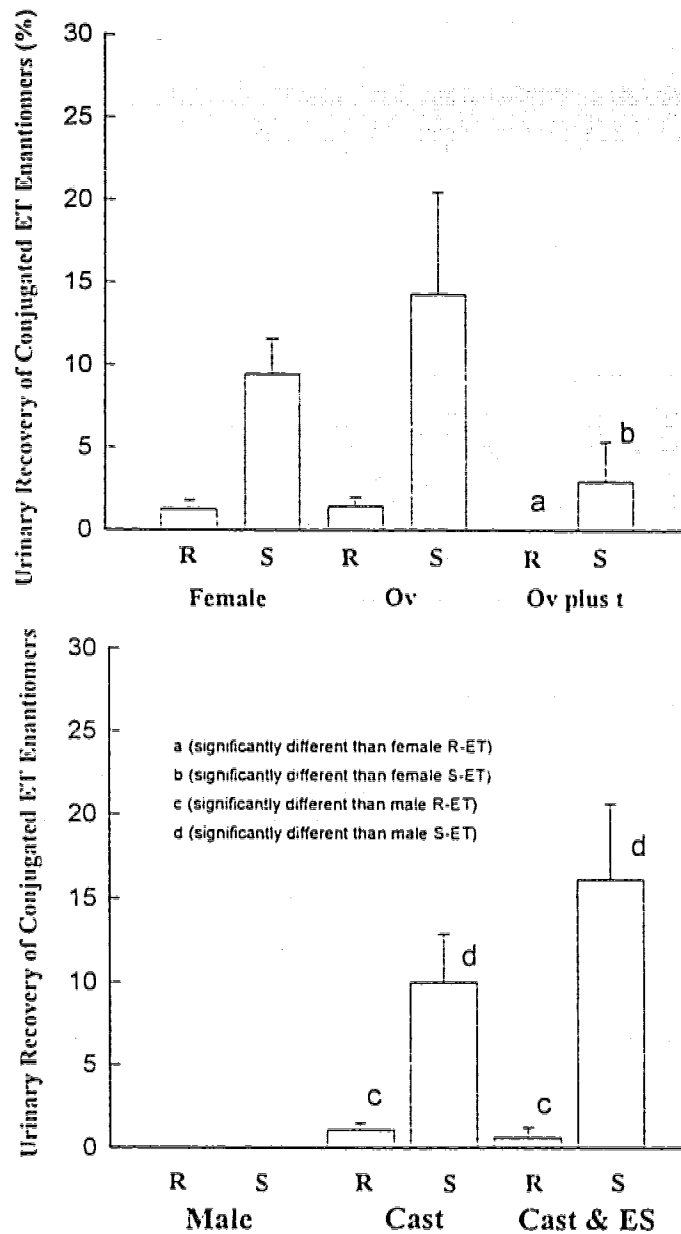 Urinary Recovery of Conjugated ET Enantiomers (%)
30
25
20
15
10
5
0
R S R S R S
a
b
Female Ov Ov plus t
Urinary Recovery of Conjugated ET Enantiomers
30
25
20
15
10
5
0
a (significantly different than female R-ET)
b (significantly different than female S-ET)
c (significantly different than male R-ET)
d (significantly different than male S-ET)
c
d
c
d
R S R S R S
Male Cast Cast & ES